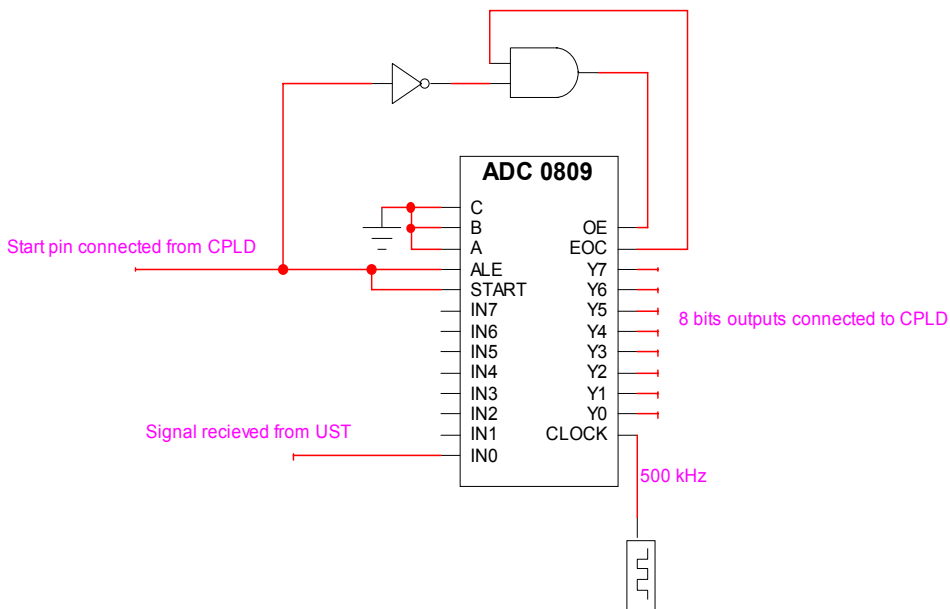 ADC 0809
C
B
A
ALE
START
IN7
IN6
IN5
IN4
IN3
IN2
IN1
IN0
OE
EOC
Y7
Y6
Y5
Y4
Y3
Y2
Y1
Y0
CLOCK
Start pin connected from CPLD
8 bits outputs connected to CPLD
Signal recieved from UST
500 kHz